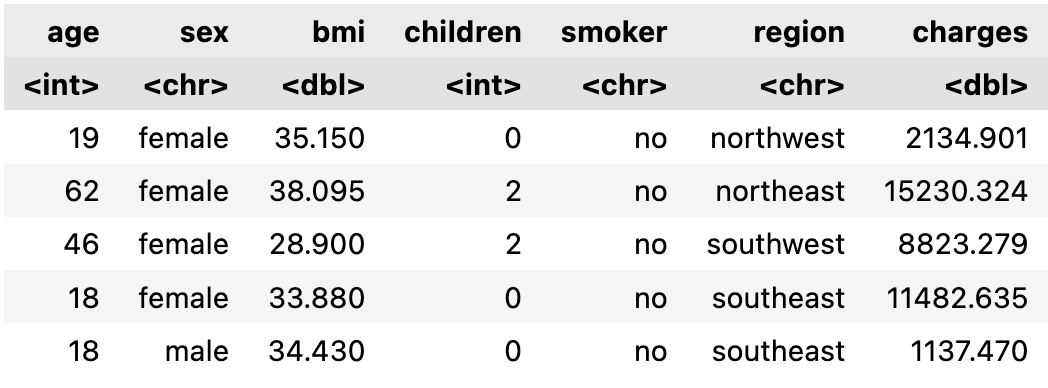 age sex bmi children smoker region charges
<int> <chr> <dbl> <int> <chr> <chr> <dbl>
19 female 35.150 0 no northwest 2134.901
62 female 38.095 2 no northeast 15230.324
46 female 28.900 2 no southwest 8823.279
18 female 33.880 0 no southeast 11482.635
18 male 34.430 0 no southeast 1137.470